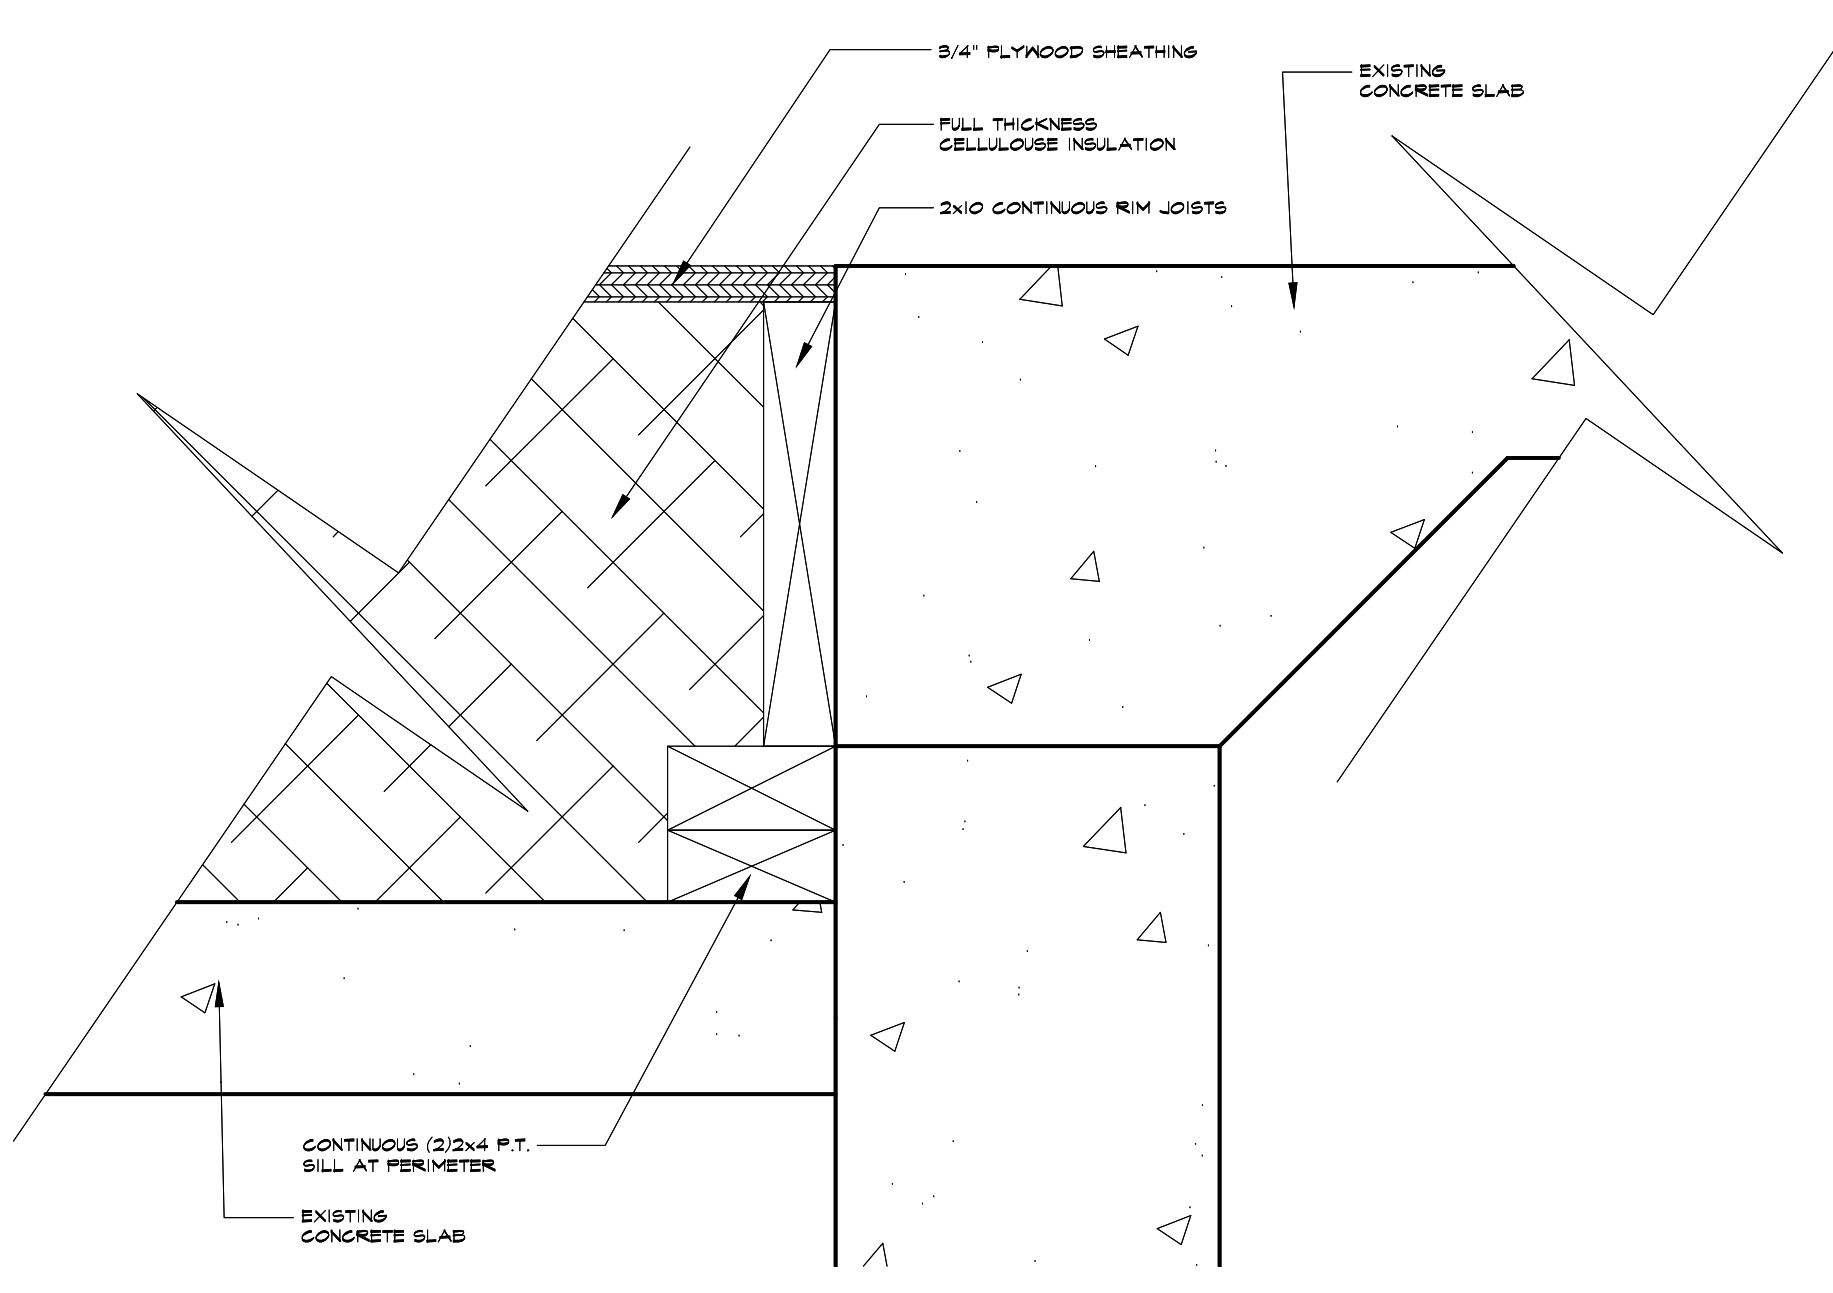 3/4" PLYWOOD SHEATHING
EXISTING
CONCRETE SLAB
FULL THICKNESS
CELLULOUSE INSULATION
2x10 CONTINUOUS RIM JOISTS
CONTINUOUS (2)2x4 P.T.
SILL AT PERIMETER
EXISTING
CONCRETE SLAB